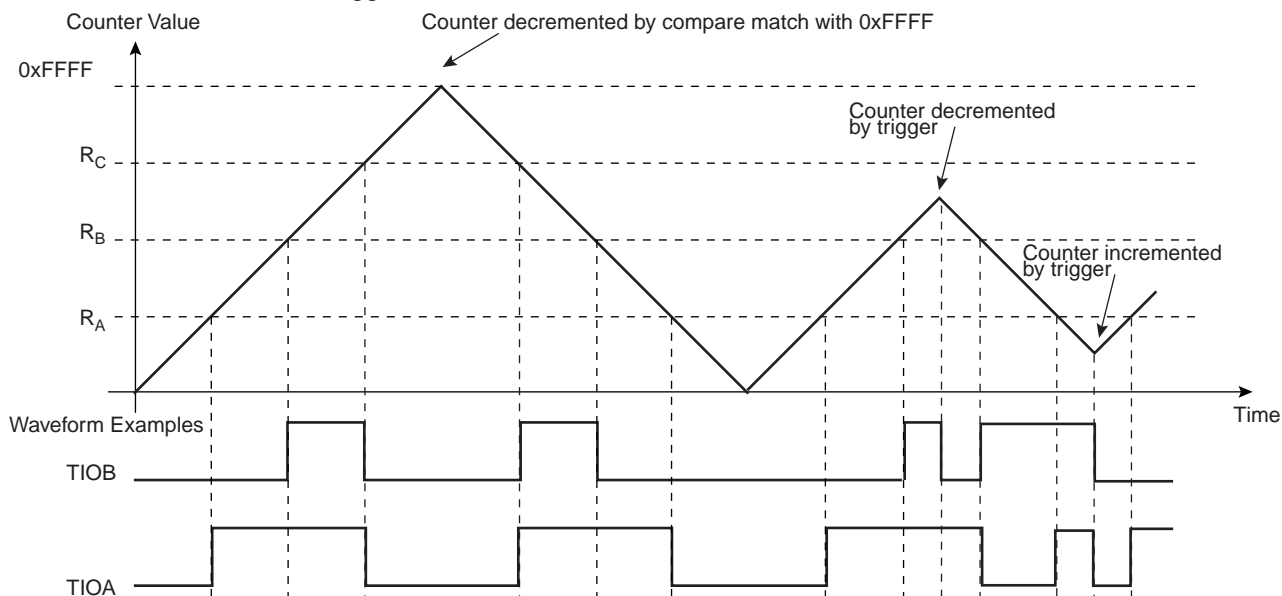 Counter Value
Counter decremented by compare match with 0xFFFF
0xFFFF
Counter decremented
by trigger
RC
RB
Counter incremented
by trigger
RA
Time
Waveform Examples
TIOB
TIOA